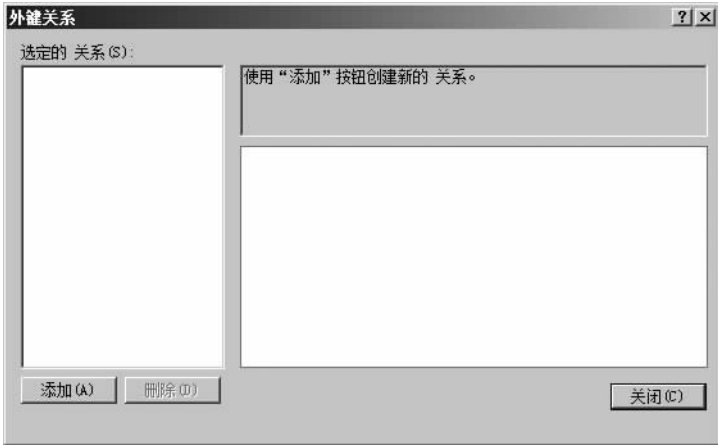 外键关系
选定的 关系(S):
使用“添加”按钮创建新的 关系。
添加(A)
删除(D)
关闭(C)